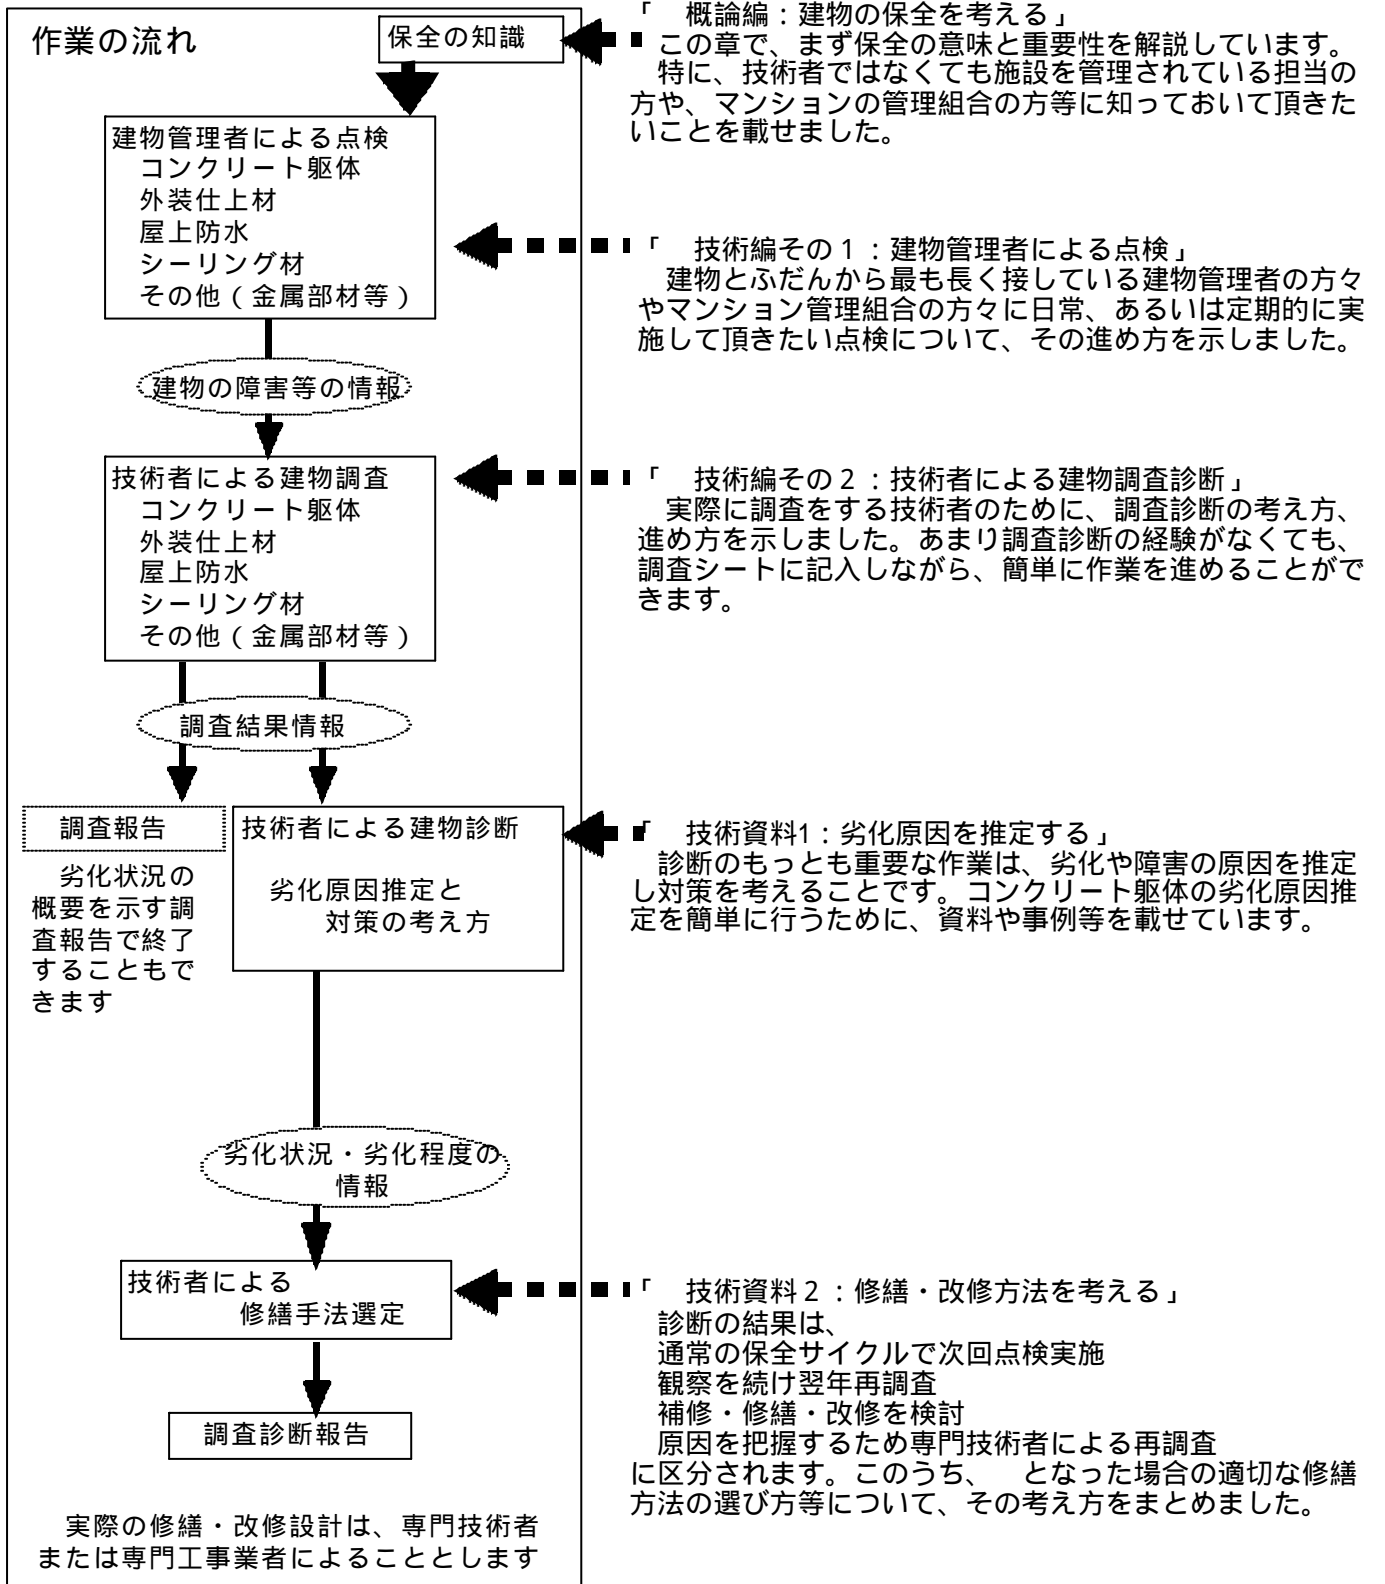 作業の流れ
保全の知識
建物管理者による点検
コンクリート躯体
外装仕上材
屋上防水
シーリング材
その他（金属部材等）
建物の障害等の情報
技術者による建物調査
コンクリート躯体
外装仕上材
屋上防水
シーリング材
その他（金属部材等）
調査結果情報
調査報告
劣化状況の
概要を示す調
査報告で終了
することもで
きます
技術者による建物診断
劣化原因推定と
対策の考え方
劣化状況・劣化程度の
情報
技術者による
修繕手法選定
調査診断報告
実際の修繕・改修設計は、専門技術者
または専門工事業者によることとします
「　概論編：建物の保全を考える」
この章で、まず保全の意味と重要性を解説しています。
特に、技術者ではなくても施設を管理されている担当の
方や、マンションの管理組合の方等に知っておいて頂きた
いことを載せました。
「　技術編その１：建物管理者による点検」
建物とふだんから最も長く接している建物管理者の方々
やマンション管理組合の方々に日常、あるいは定期的に実
施して頂きたい点検について、その進め方を示しました。
「　技術編その２：技術者による建物調査診断」
実際に調査をする技術者のために、調査診断の考え方、
進め方を示しました。あまり調査診断の経験がなくても、
調査シートに記入しながら、簡単に作業を進めることがで
きます。
「　技術資料1：劣化原因を推定する」
診断のもっとも重要な作業は、劣化や障害の原因を推定
し対策を考えることです。コンクリート躯体の劣化原因推
定を簡単に行うために、資料や事例等を載せています。
「　技術資料２：修繕・改修方法を考える」
診断の結果は、
通常の保全サイクルで次回点検実施
観察を続け翌年再調査
補修・修繕・改修を検討
原因を把握するため専門技術者による再調査
に区分されます。このうち、　となった場合の適切な修繕
方法の選び方等について、その考え方をまとめました。